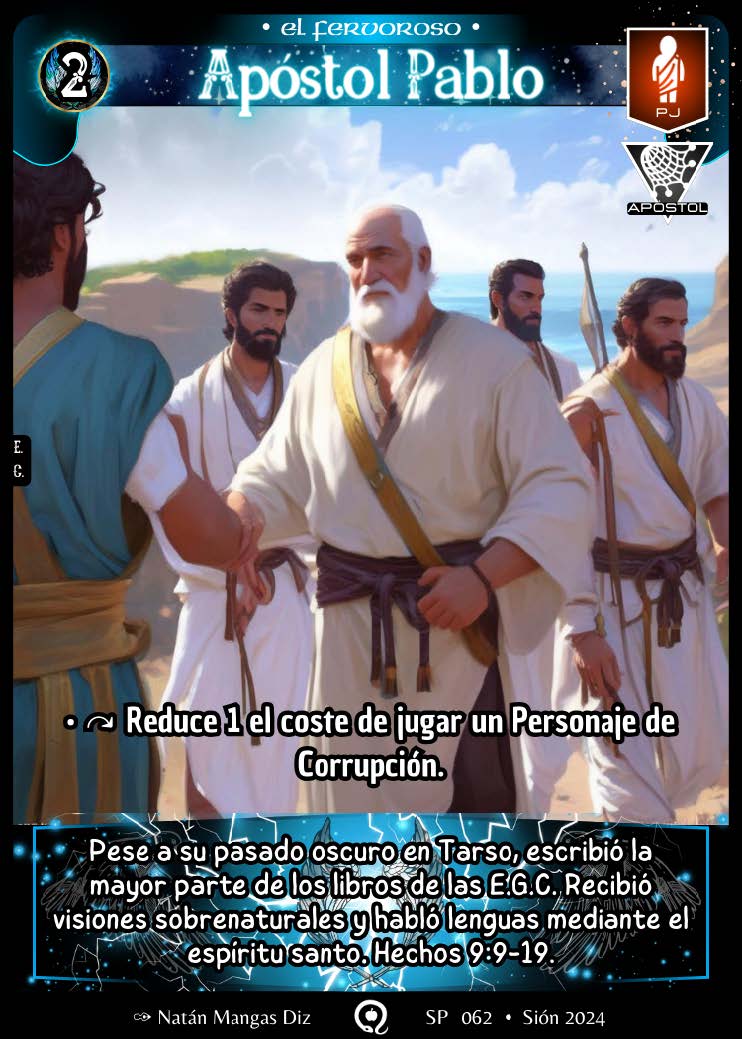 • el fervoroso •
2
Apóstol Pablo
PJ
APOSTOL
E.
G.
• Reduce 1 el coste de jugar un Personaje de
Corrupción.
Pese a su pasado oscuro en Tarso, escribió la
mayor parte de los libros de las E.G.C. Recibió
visiones sobrenaturales y habló lenguas mediante el
espíritu santo. Hechos 9:9-19.
Natán Mangas Diz SP 062 • Sión 2024